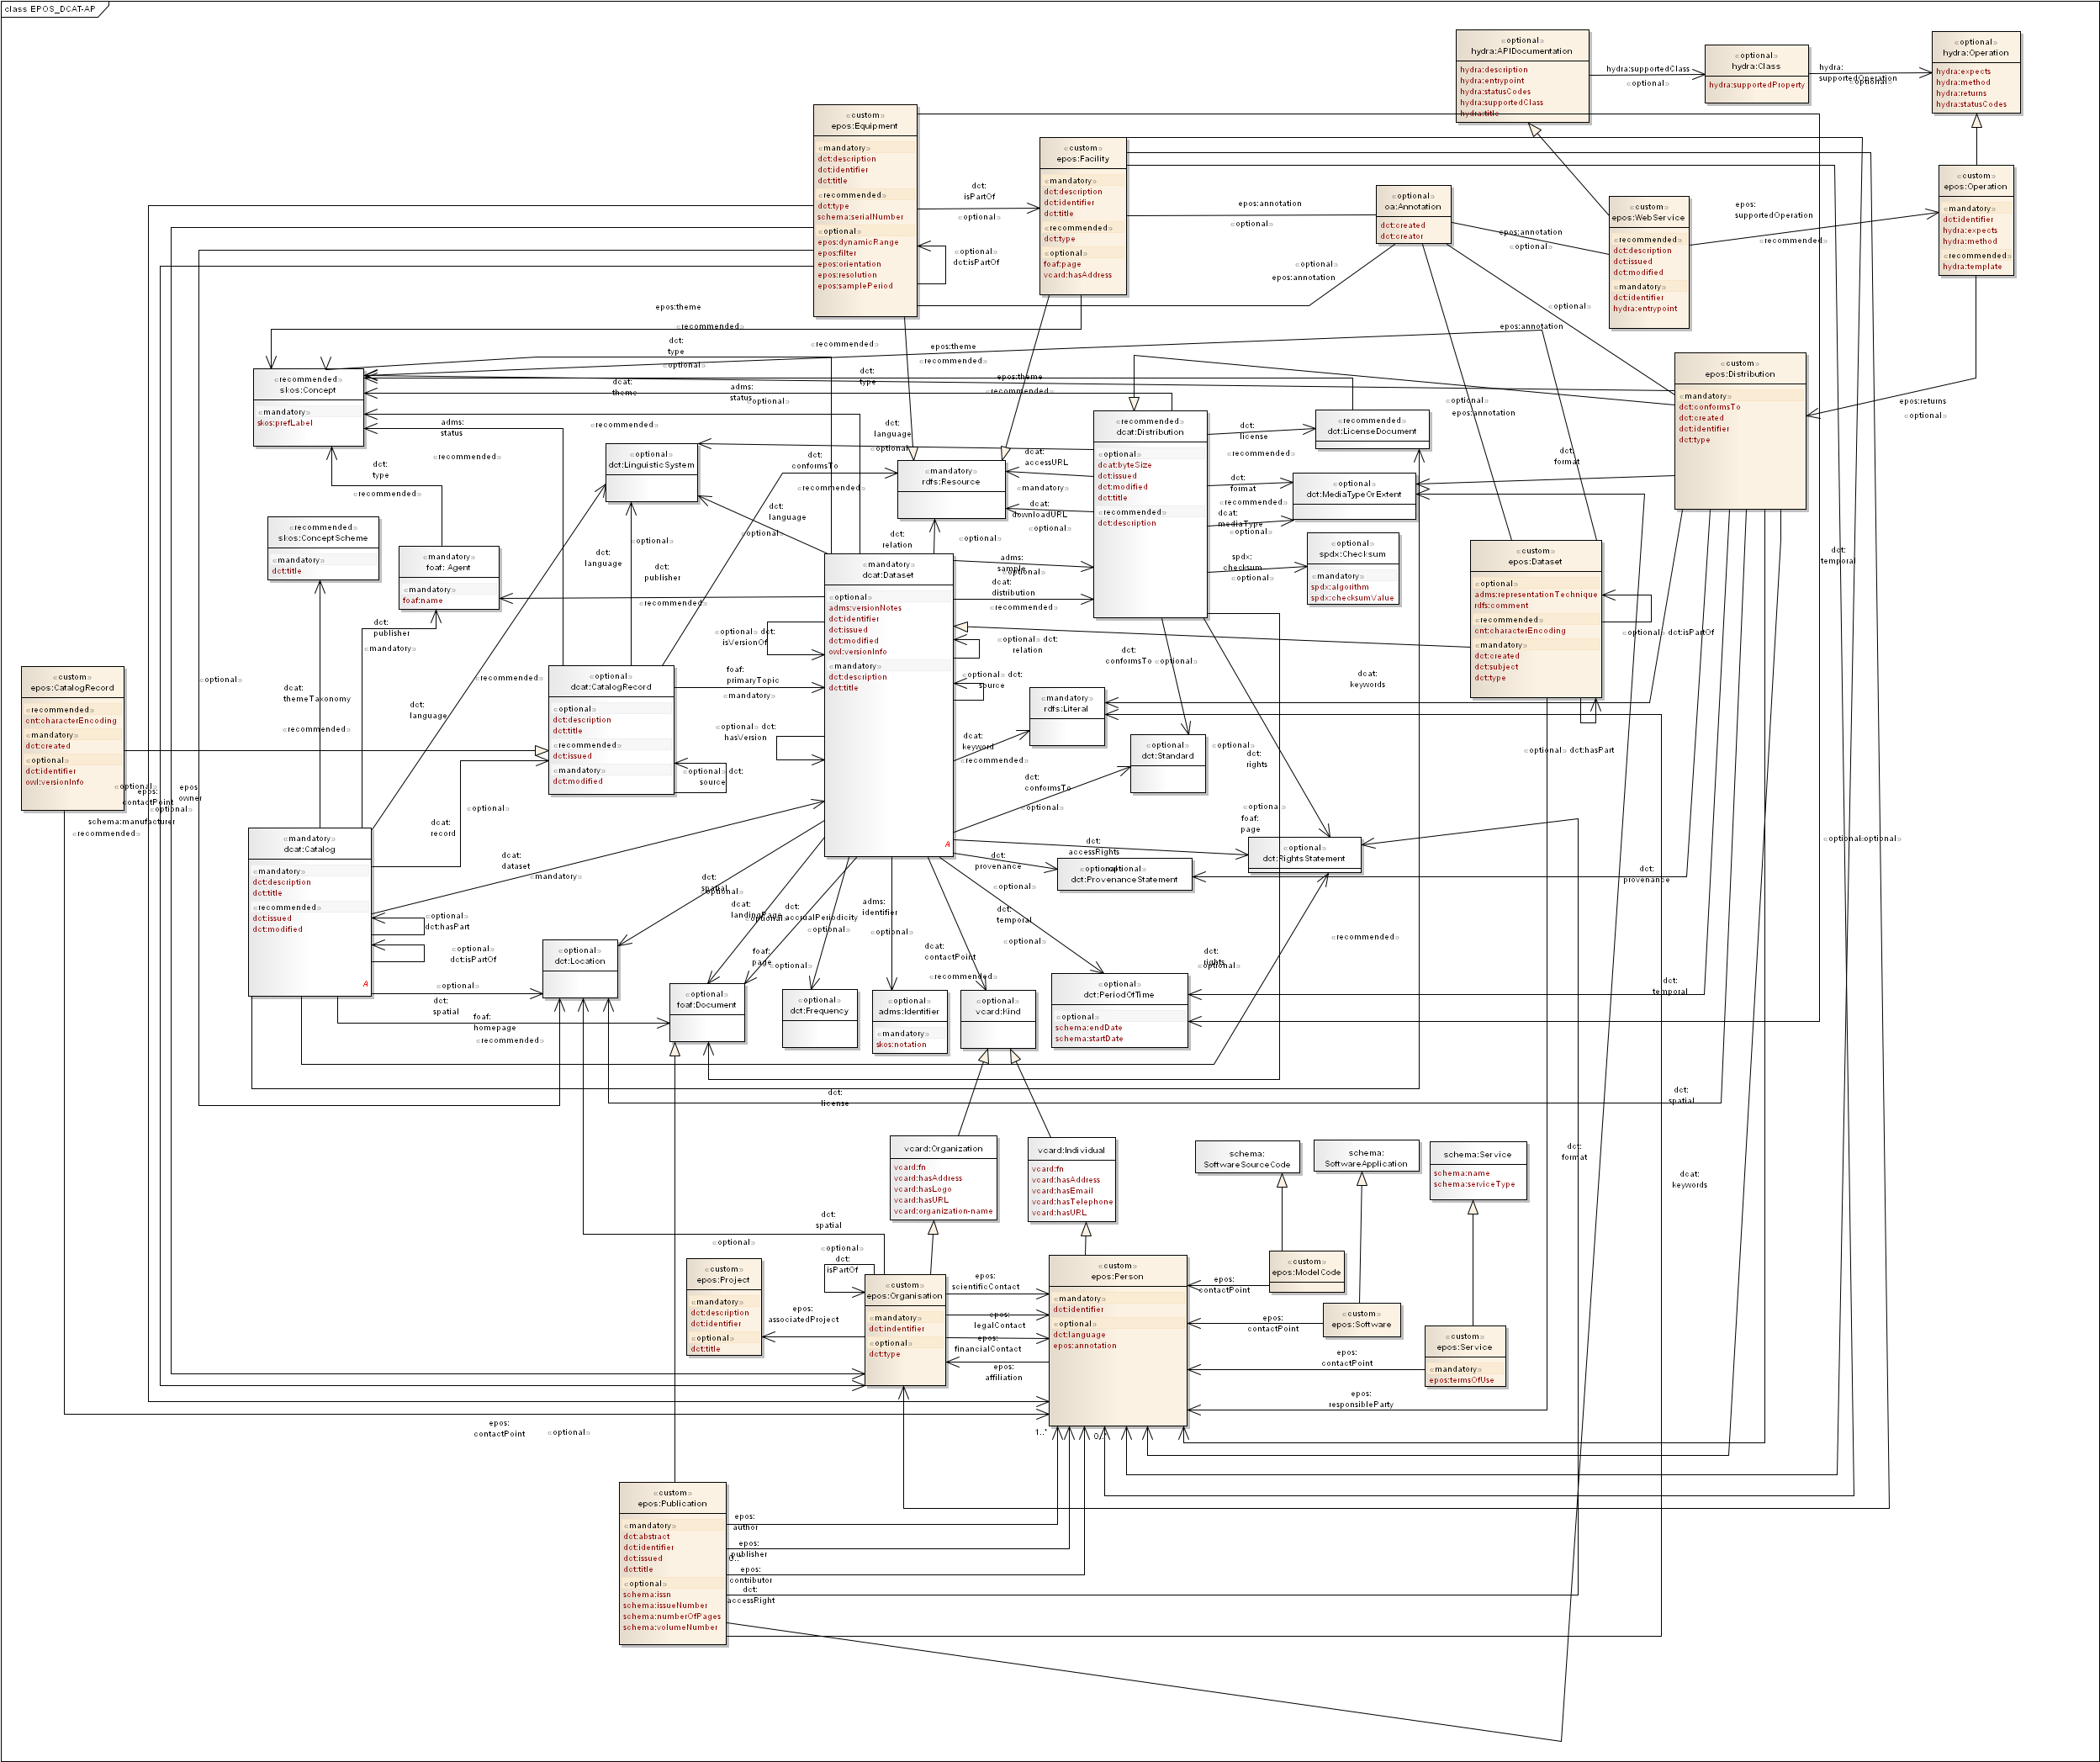 class EPOS_DCAT-AP
«optional»
hydra:APIDocumentation
hydra:description
hydra:entrypoint
hydra:statusCodes
hydra:supportedClass
hydra:title
hydra:supportedClass
«optional»
«optional»
hydra:Class
hydra:supportedProperty
hydra:
supportedOperation
«optional»
«optional»
hydra:Operation
hydra:expects
hydra:method
hydra:returns
hydra:statusCodes
«custom»
epos:Equipment
«mandatory»
dct:description
dct:identifier
dct:title
«recommended»
dct:type
schema:serialNumber
«optional»
epos:dynamicRange
epos:filter
epos:orientation
epos:resolution
epos:samplePeriod
dct:
isPartOf
«optional»
«optional»
dct:isPartOf
«custom»
epos:Facility
«mandatory»
dct:description
dct:identifier
dct:title
«recommended»
dct:type
«optional»
foaf:page
vcard:hasAddress
epos:annotation
«optional»
«optional»
epos:annotation
«optional»
oa:Annotation
dct:created
dct:creator
epos:annotation
«optional»
«custom»
epos:WebService
«recommended»
dct:description
dct:issued
dct:modified
«mandatory»
dct:identifier
hydra:entrypoint
epos:
supportedOperation
«recommended»
«custom»
epos:Operation
«mandatory»
dct:identifier
hydra:expects
hydra:method
«recommended»
hydra:template
epos:returns
«optional»
«optional»
epos:annotation
«optional»
epos:annotation
epos:theme
«recommended»
dct:
type
«optional»
«recommended»
epos:theme
«recommended»
dct:
type
epos:theme
«recommended»
dcat:
theme
adms:
status
«optional»
«recommended»
skos:Concept
«mandatory»
skos:prefLabel
adms:
status
«recommended»
«recommended»
dct:
type
«recommended»
«optional»
dct:LinguisticSystem
dct:
conformsTo
«recommended»
dct:
language
«optional»
«mandatory»
rdfs:Resource
dcat:
accessURL
«mandatory»
dcat:
downloadURL
«optional»
«recommended»
dcat:Distribution
«optional»
dcat:byteSize
dct:issued
dct:modified
dct:title
«recommended»
dct:description
dct:
license
«recommended»
«recommended»
dct:LicenseDocument
dct:
format
«recommended»
dcat:
mediaType
«optional»
«optional»
dct:MediaTypeOrExtent
spdx:
checksum
«optional»
«optional»
spdx:Checksum
«mandatory»
spdx:algorithm
spdx:checksumValue
«custom»
epos:Distribution
«mandatory»
dct:conformsTo
dct:created
dct:identifier
dct:type
dct:
format
dct:
temporal
«custom»
epos:Dataset
«optional»
adms:representationTechnique
rdfs:comment
«recommended»
cnt:characterEncoding
«mandatory»
dct:created
dct:subject
dct:type
«optional» dct:isPartOf
«optional» dct:hasPart
«recommended»
skos:ConceptScheme
«mandatory»
dct:title
«mandatory»
foaf: Agent
«mandatory»
foaf:name
dct:
publisher
«mandatory»
dct:
language
«optional»
dct:
publisher
«recommended»
dct:
language
«optional»
dct:
relation
«optional»
«mandatory»
dcat:Dataset
«optional»
adms:versionNotes
dct:identifier
dct:issued
dct:modified
owl:versionInfo
«mandatory»
dct:description
dct:title
A
adms:
sample
«optional»
dcat:
distribution
«recommended»
«optional» dct:
isVersionOf
«optional» dct:
relation
«optional» dct:
source
«optional» dct:
hasVersion
foaf:
primaryTopic
«mandatory»
dct:
conformsTo «optional»
«mandatory»
rdfs:Literal
dcat:
keyword
«recommended»
«optional»
dct:Standard
dct:
conformsTo
«optional»
«optional»
dct:
rights
dcat:
keywords
«optional»
foaf:
page
«custom»
epos:CatalogRecord
«recommended»
cnt:characterEncoding
«mandatory»
dct:created
«optional»
dct:identifier
owl:versionInfo
«optional»
dcat:
themeTaxonomy
«recommended»
dct:
language
«recommended»
«optional»
dcat:CatalogRecord
«optional»
dct:description
dct:title
«recommended»
dct:issued
«mandatory»
dct:modified
«optional» dct:
source
«optional»
epos:
contactPoint
«optional»
epos:
owner
schema:manufacturer
«recommended»
dcat:
record
«optional»
«mandatory»
dcat:Catalog
«mandatory»
dct:description
dct:title
«recommended»
dct:issued
dct:modified
A
«optional»
dct:hasPart
«optional»
dct:isPartOf
«optional»
dct:
spatial
foaf:
homepage
«recommended»
dcat:
dataset
«mandatory»
dct:
accessRights
dct:
provenance
«optional»
«optional»
«optional»
dct:ProvenanceStatement
«optional»
dct:RightsStatement
dct:
provenance
«optional»
«optional»
dct:
spatial
«optional»
dcat:
landingPage
«optional»
dct:
accrualPeriodicity
«optional»
adms:
identifier
«optional»
dct:
temporal
«optional»
dcat:
contactPoint
«recommended»
foaf:
page
«optional»
«recommended»
dct:
rights
«optional»
dct:
temporal
«optional»
dct:Location
«optional»
foaf:Document
«optional»
dct:Frequency
«optional»
adms:Identifier
«mandatory»
skos:notation
«optional»
vcard:Kind
«optional»
dct:PeriodOfTime
«optional»
schema:endDate
schema:startDate
dct:
license
dct:
spatial
dct:
format
dcat:
keywords
vcard:Organization
vcard:fn
vcard:hasAddress
vcard:hasLogo
vcard:hasURL
vcard:organization-name
vcard:Individual
vcard:fn
vcard:hasAddress
vcard:hasEmail
vcard:hasTelephone
vcard:hasURL
schema:
SoftwareSourceCode
schema:
SoftwareApplication
schema:Service
schema:name
schema:serviceType
dct:
spatial
«optional»
«optional»
dct:
isPartOf
«custom»
epos:Project
«mandatory»
dct:description
dct:identifier
«optional»
dct:title
epos:
associatedProject
«custom»
epos:Organisation
«mandatory»
dct:indentifier
«optional»
dct:type
epos:
scientificContact
epos:
legalContact
epos:
financialContact
epos:
affiliation
«custom»
epos:Person
«mandatory»
dct:identifier
«optional»
dct:language
epos:annotation
epos:
contactPoint
«custom»
epos:ModelCode
epos:
contactPoint
«custom»
epos:Software
epos:
contactPoint
«custom»
epos:Service
«mandatory»
epos:termsOfUse
epos:
responsibleParty
epos:
contactPoint
«optional»
1..*
0..*
«custom»
epos:Publication
«mandatory»
dct:abstract
dct:identifier
dct:issued
dct:title
«optional»
schema:issn
schema:issueNumber
schema:numberOfPages
schema:volumeNumber
epos:
author
epos:
publisher
epos:
contributor
dct:
accessRight